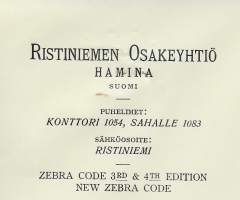 RISTINIEMEN OSAKEYHTIÖ
HAMINA
SUOMI
PUHELIMET:
KONTTORI 1054, SAHALLE 1083
SÄHKÖOSOITE:
RISTINIEMI
ZEBRA CODE 3RD & 4TH EDITION
NEW ZEBRA CODE